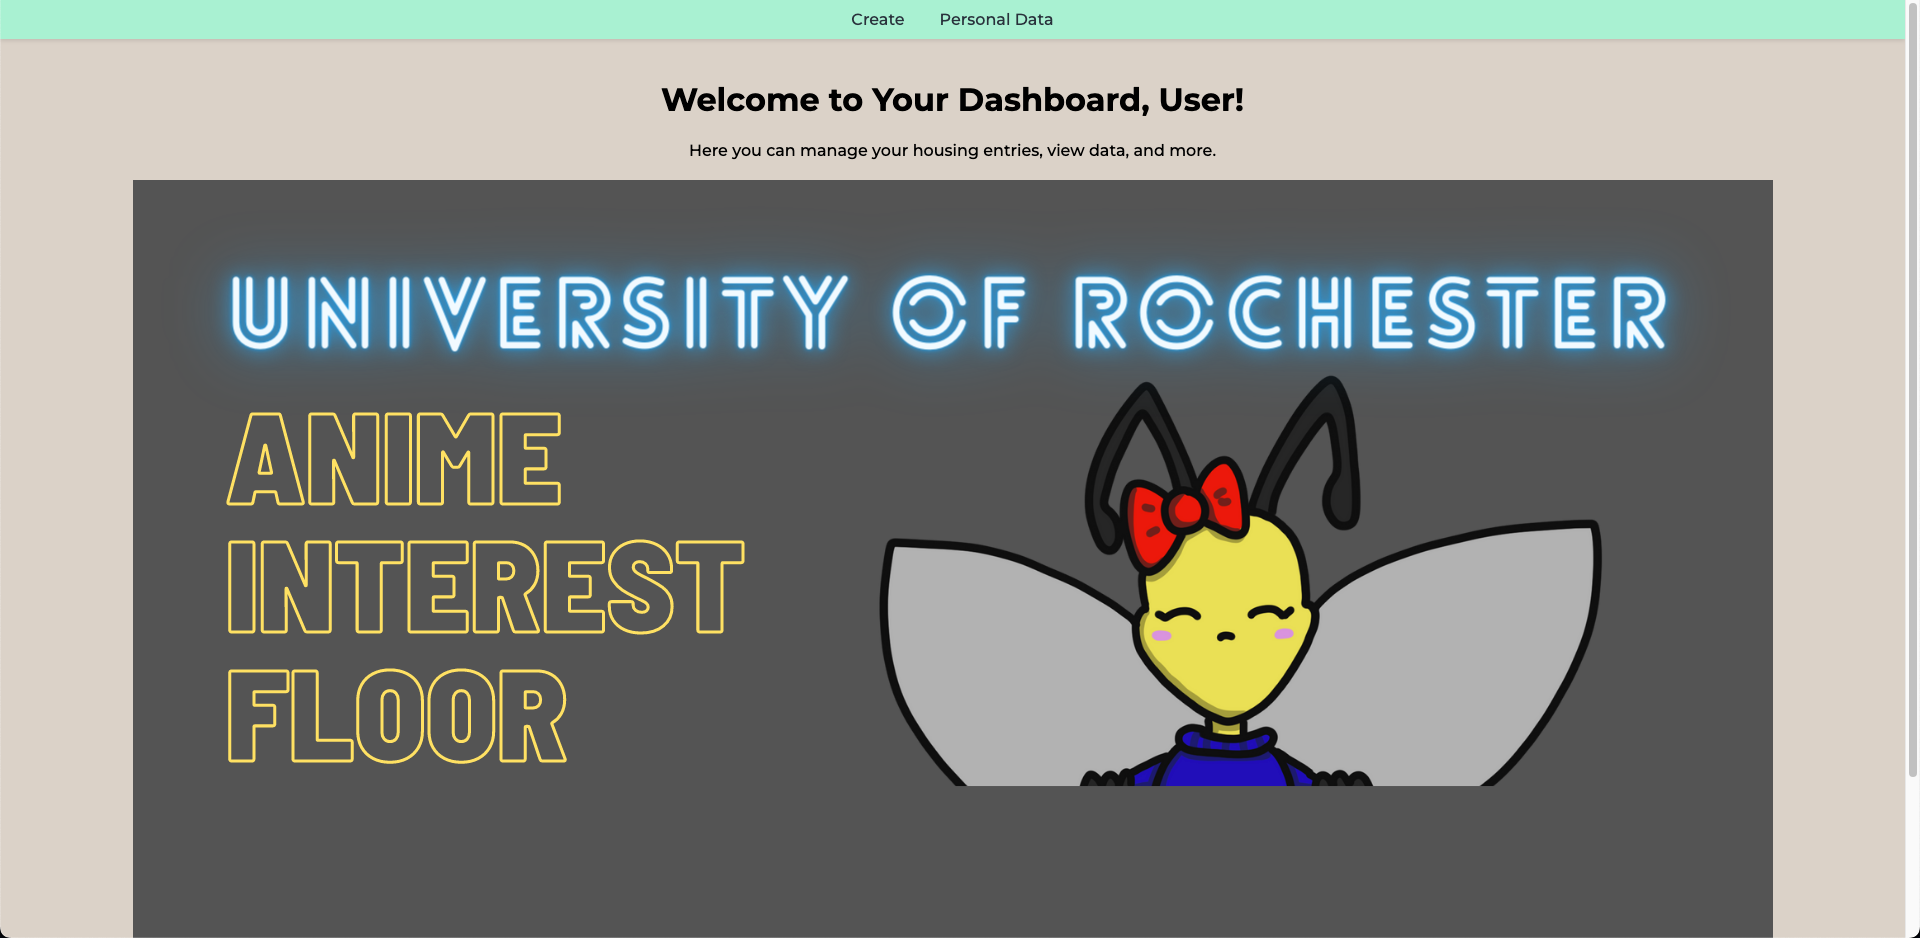 Create Personal Data
Welcome to Your Dashboard, User!
Here you can manage your housing entries, view data, and more.
UNIVERSITY OF ROCHESTER
ANIME
INTEREST
FLOOR